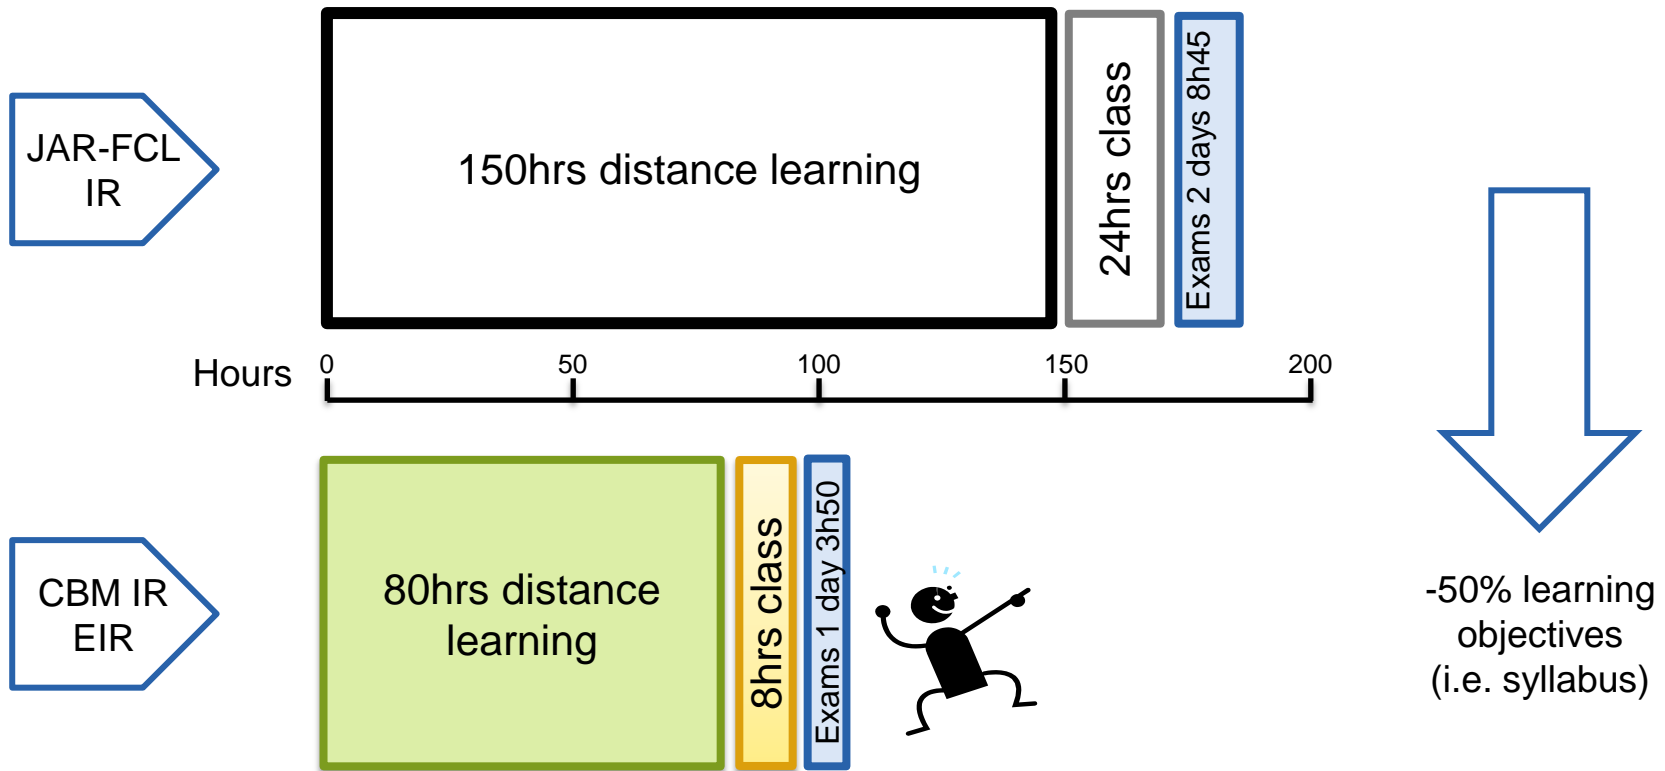 JAR-FCL
IR
150hrs distance learning
24hrs class
Exams 2 days 8h45
Hours
0
50
100
150
200
CBM IR
EIR
80hrs distance
learning
8hrs class
Exams 1 day 3h50
-50% learning
objectives
(i.e. syllabus)